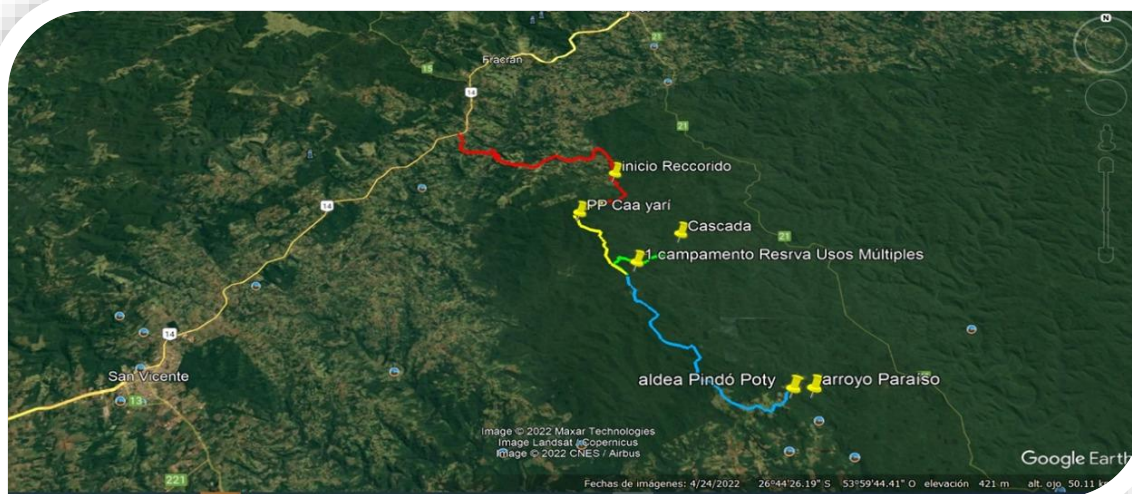 N
21
Fracrán
15
14
21
inicio Reccorido
PP Caa yarí
14
Cascada
21
1 campamento Resrva Usos Múltiples
14
San Vicente
aldea Pindó Poty
arroyo Paraíso
13
Image © 2022 Maxar Technologies
Image Landsat / Copernicus
Image © 2022 CNES / Airbus
Google Earth
221
Fechas de imágenes: 4/24/2022 26°44'26.19" S 53°59'44.41" O elevación 421 m alt. ojo 50.11